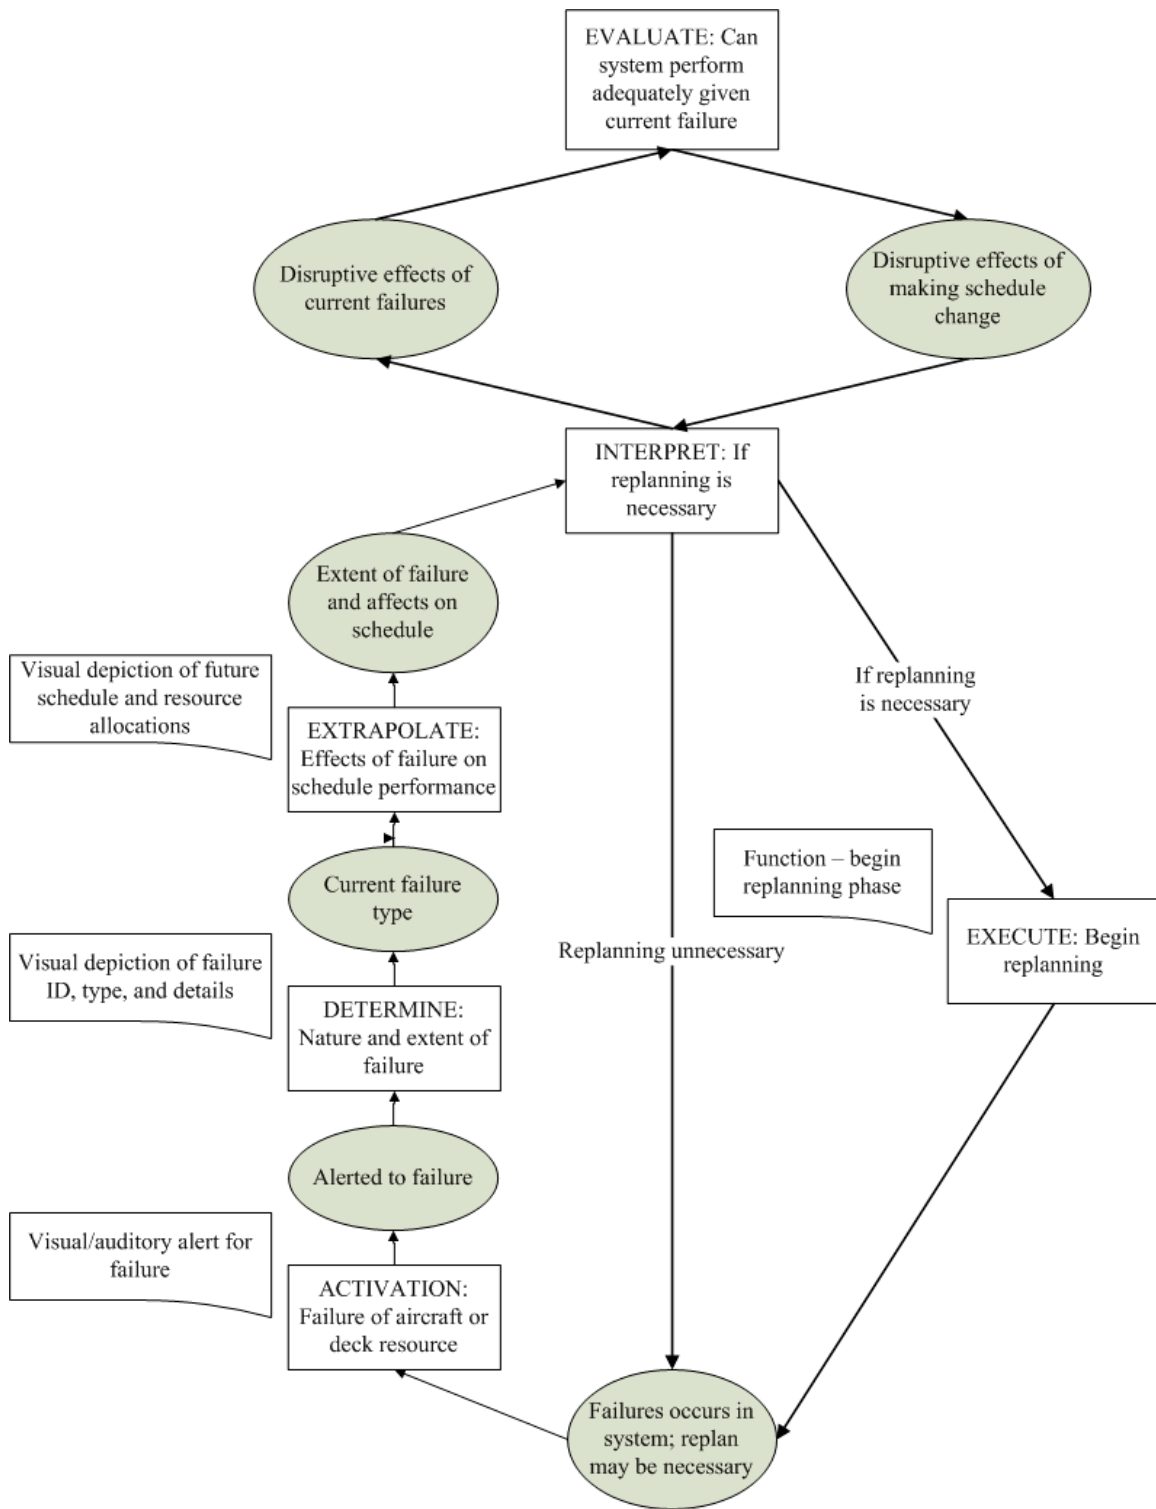 EVALUATE: Can
system perform
adequately given
current failure
Disruptive effects of
current failures
Disruptive effects of
making schedule
change
INTERPRET: If
replanning is
necessary
Extent of failure
and affects on
schedule
Visual depiction of future
schedule and resource
allocations
If replanning
is necessary
EXTRAPOLATE:
Effects of failure on
schedule performance
Function – begin
replanning phase
Current failure
type
EXECUTE: Begin
replanning
Replanning unnecessary
Visual depiction of failure
ID, type, and details
DETERMINE:
Nature and extent of
failure
Alerted to failure
Visual/auditory alert for
failure
ACTIVATION:
Failure of aircraft or
deck resource
Failures occurs in
system; replan
may be necessary